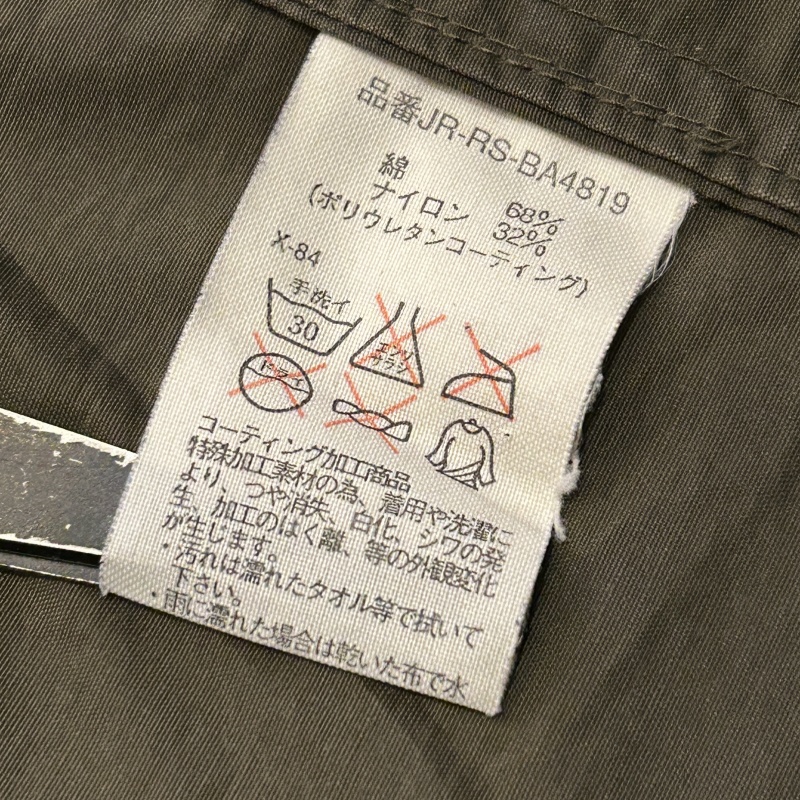 品番JR-RS-BA4819
綿 68%
ナイロン 32%
(ポリウレタンコーティング)
X-84
手洗イ
30
エンソ
サラシ
ドライ
コーティング加工商品
特殊加工素材の為、着用や洗濯に
より、つや消失、白化、シワの発
生、加工のはく離、等の外観変化
が生じます。
・汚れは濡れたタオル等で拭いて
下さい。
・雨に濡れた場合は乾いた布で水